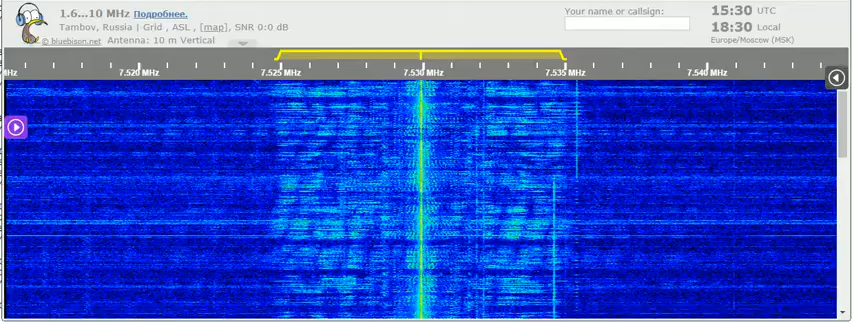 1.6...10 MHz Подробнее.
Tambov, Russia | Grid , ASL , [map], SNR 0:0 dB
© bluebison.net Antenna: 10 m Vertical
Your name or callsign:
15:30 UTC
18:30 Local
Europe/Moscow (MSK)
Hz 7.520 MHz 7.525 MHz 7.530 MHz 7.535 MHz 7.540 MHz